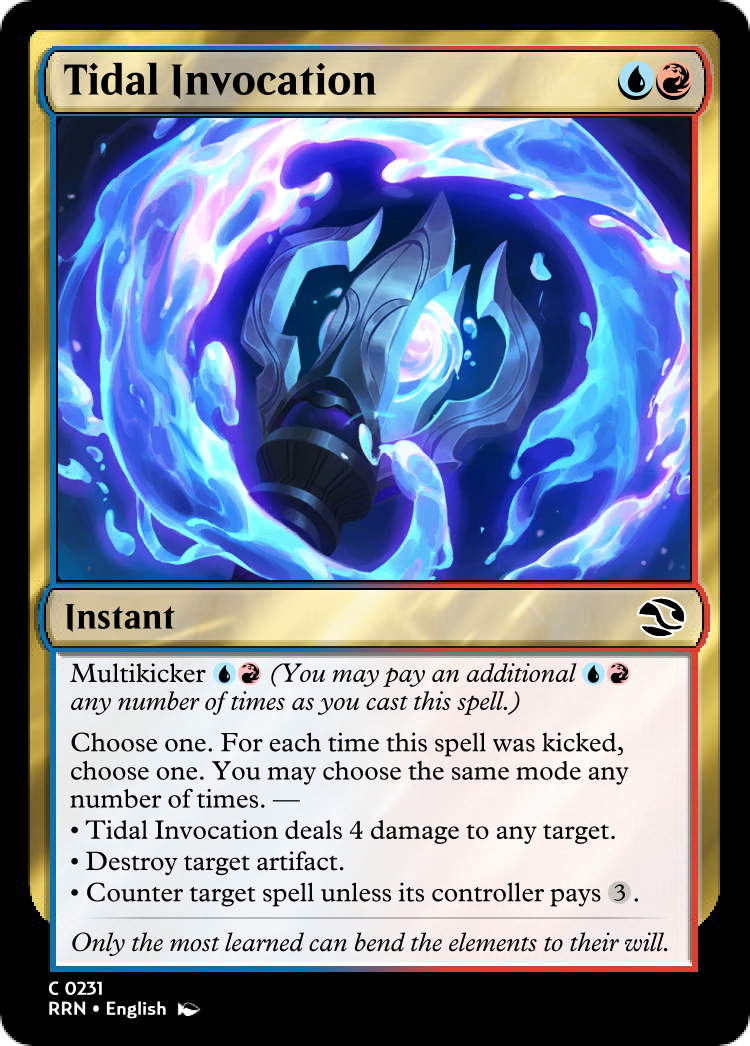 Tidal Invocation
Instant
Multikicker (You may pay an additional
any number of times as you cast this spell.)
Choose one. For each time this spell was kicked,
choose one. You may choose the same mode any
number of times. —
• Tidal Invocation deals 4 damage to any target.
• Destroy target artifact.
• Counter target spell unless its controller pays 3.
Only the most learned can bend the elements to their will.
C 0231
RRN • English